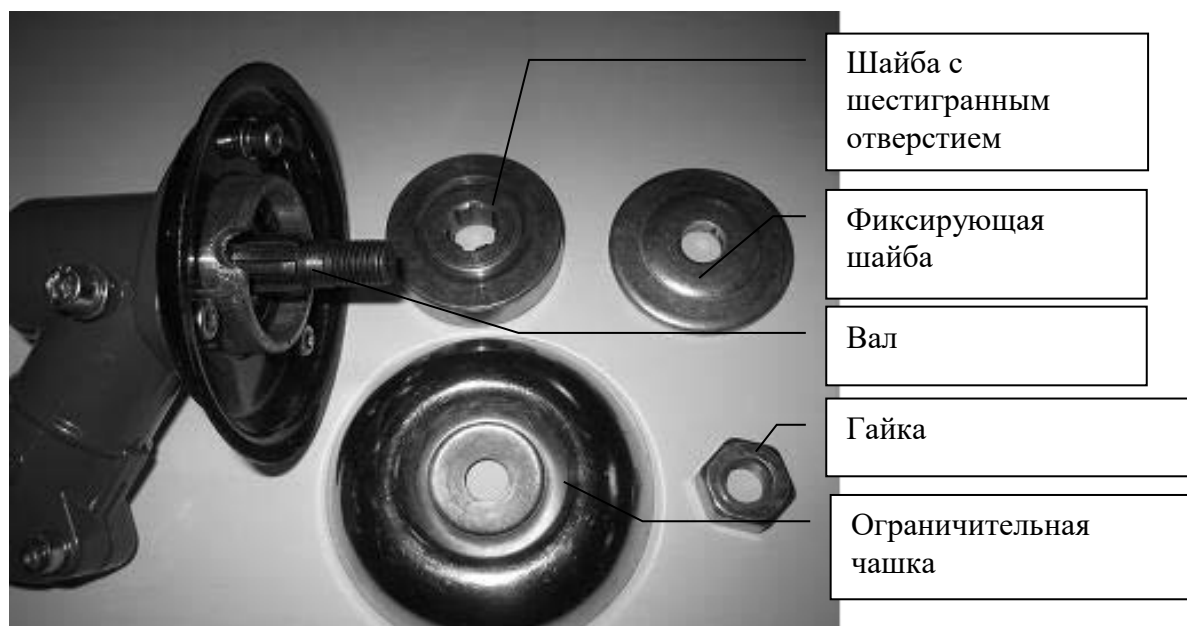 Шайба с
шестигранным
отверстием
Фиксирующая
шайба
Вал
Гайка
Ограничительная
чашка